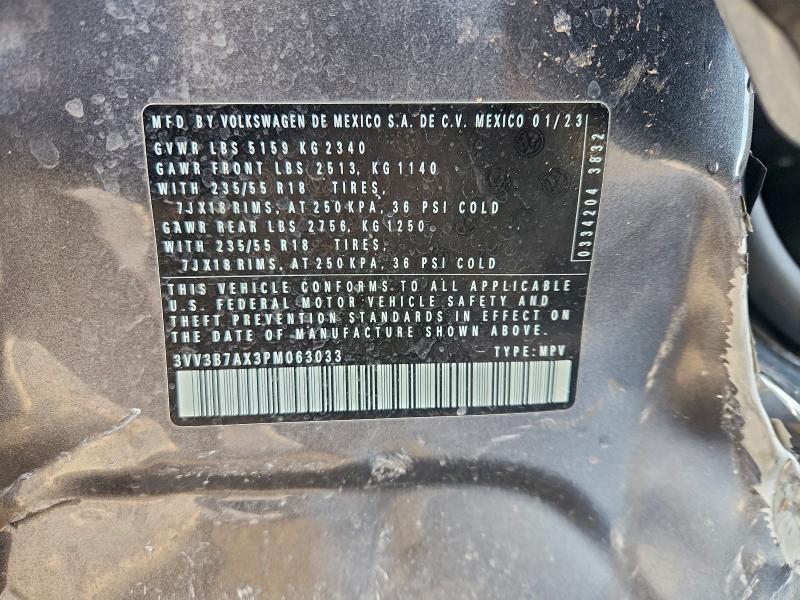 MFD BY VOLKSWAGEN DE MEXICO S.A. DE C.V. MEXICO 01/23
GVWR LBS 5159 KG 2340
GAWR FRONT LBS 2513, KG 1140
WITH 235/55 R18 TIRES,
7JX18 RIMS, AT 250 KPA, 36 PSI COLD
GAWR REAR LBS 2756, KG 1250
WITH 235/55 R18 TIRES,
7JX18 RIMS, AT 250 KPA, 36 PSI COLD
THIS VEHICLE CONFORMS TO ALL APPLICABLE
U.S. FEDERAL MOTOR VEHICLE SAFETY AND
THEFT PREVENTION STANDARDS IN EFFECT ON
THE DATE OF MANUFACTURE SHOWN ABOVE.
3VV3B7AX3PM063033 TYPE: MPV
0334204 3832